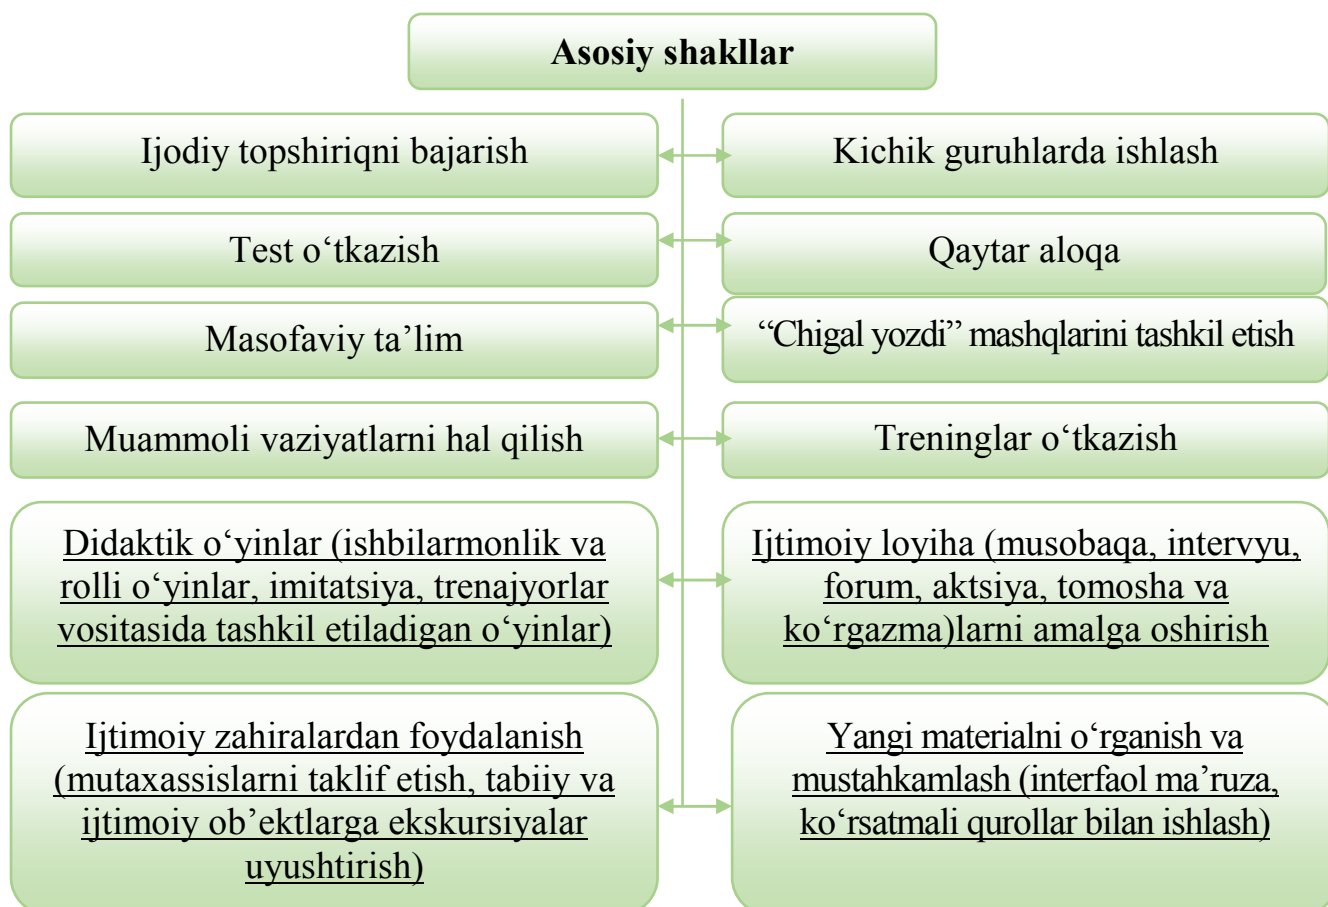 Asosiy shakllar
Ijodiy topshiriqni bajarish
Kichik guruhlarda ishlash
Test o‘tkazish
Qaytar aloqa
Masofaviy ta’lim
“Chigal yozdi” mashqlarini tashkil etish
Muammoli vaziyatlarni hal qilish
Treninglar o‘tkazish
Didaktik o‘yinlar (ishbilarmonlik va
rolli o‘yinlar, imitatsiya, trenajyorlar
vositasida tashkil etiladigan o‘yinlar)
Ijtimoiy loyiha (musobaqa, intervyu,
forum, aktsiya, tomosha va
ko‘rgazma)larni amalga oshirish
Ijtimoiy zahiralardan foydalanish
(mutaxassislarni taklif etish, tabiiy va
ijtimoiy ob’ektlarga ekskursiyalar
uyushtirish)
Yangi materialni o‘rganish va
mustahkamlash (interfaol ma’ruza,
ko‘rsatmali qurollar bilan ishlash)